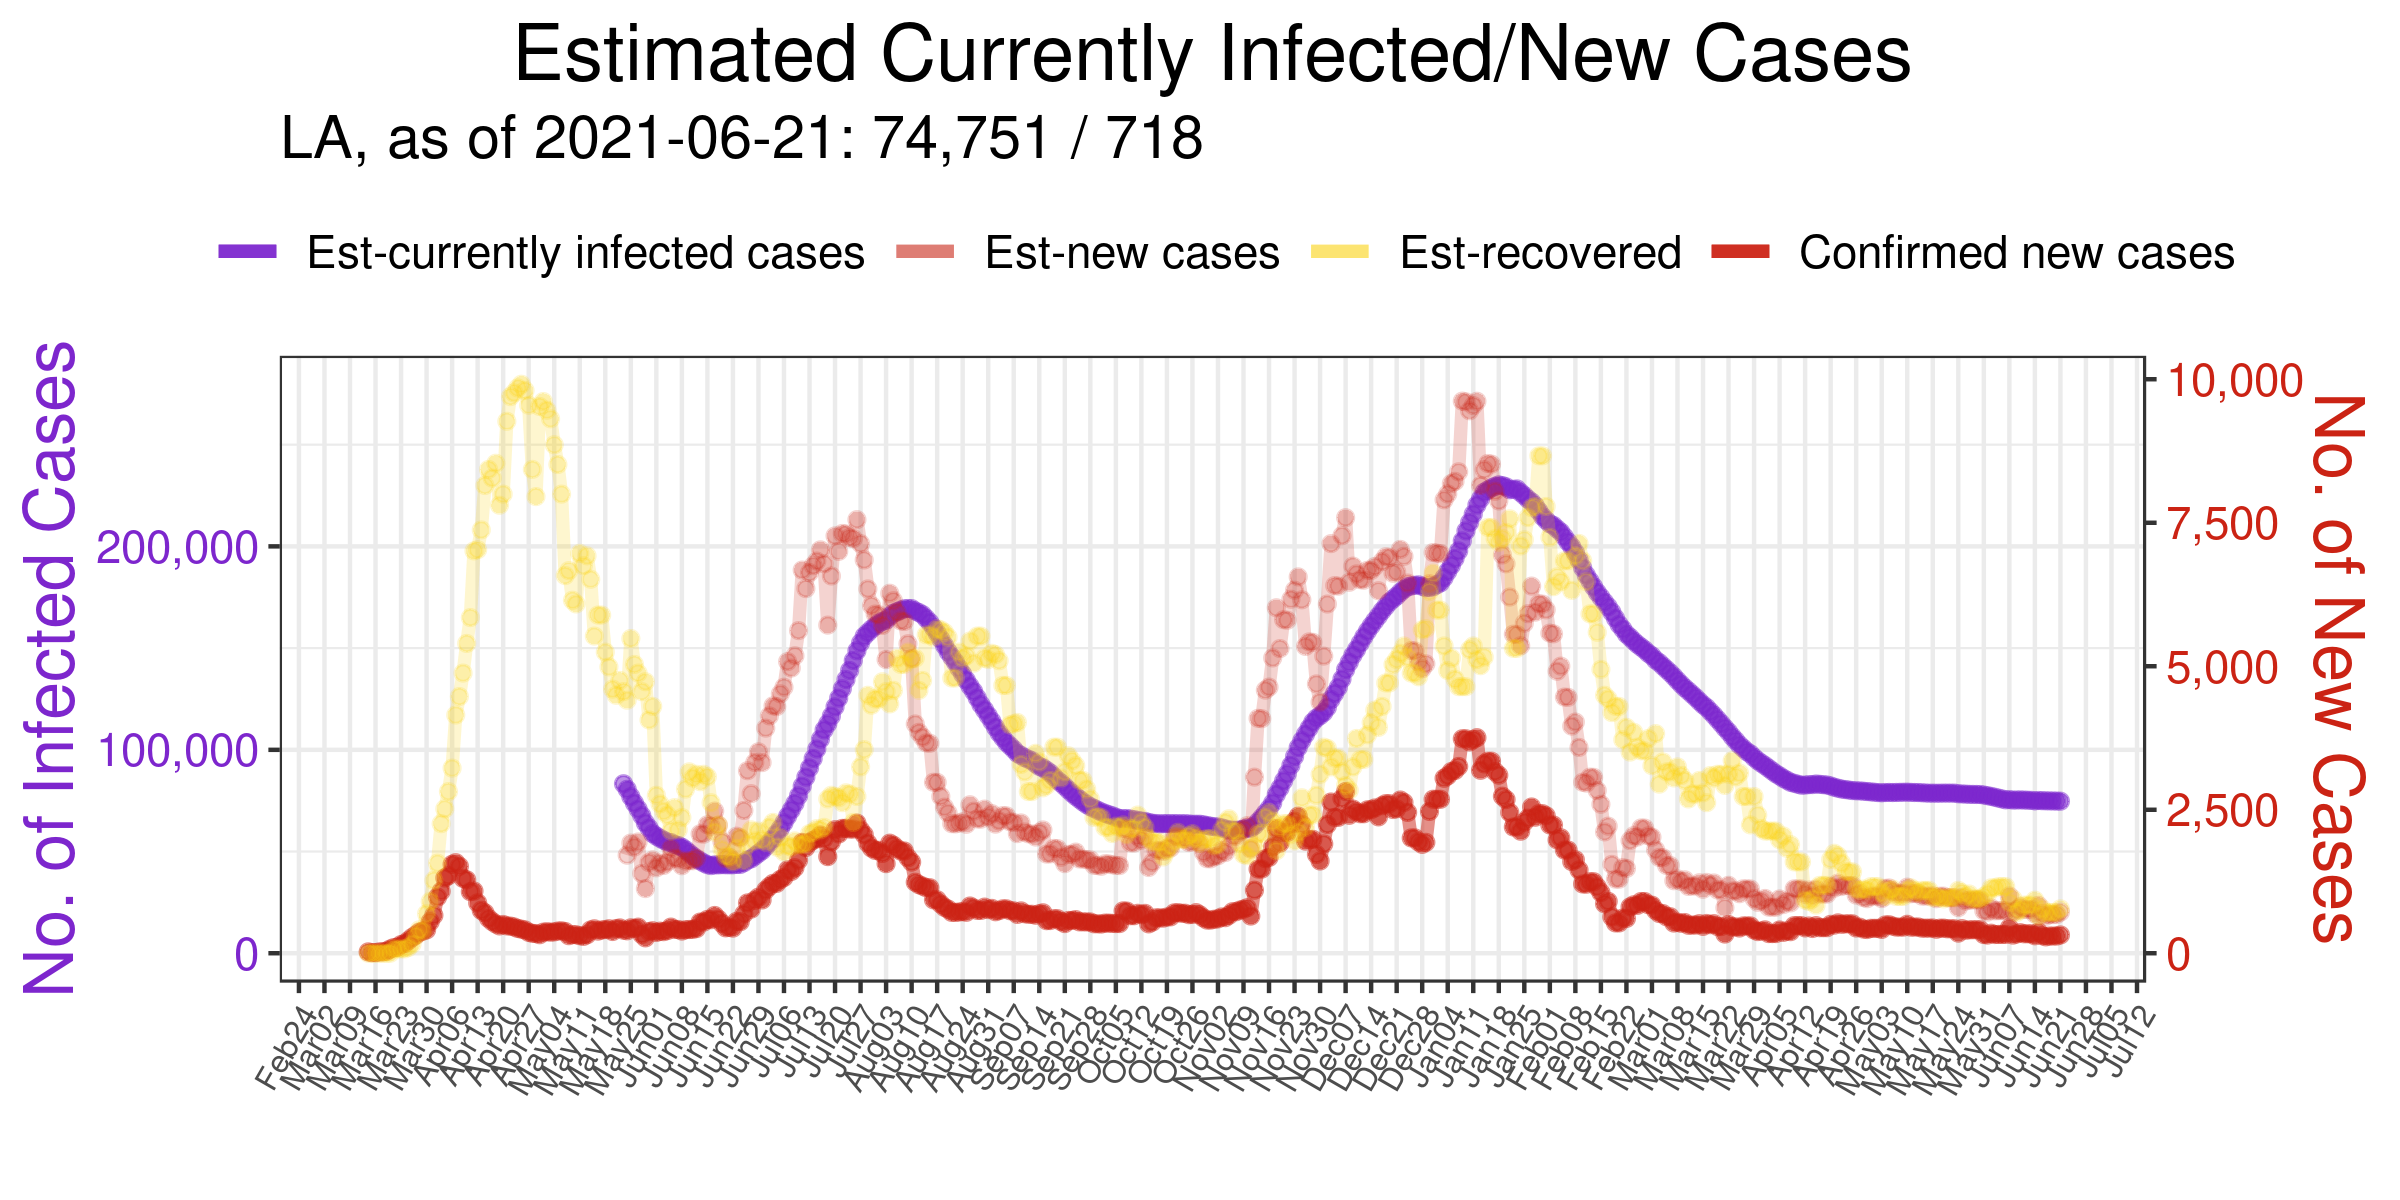 Estimated Currently Infected/New Cases
LA, as of 2021-06-21: 74,751 / 718
Est-currently infected cases
Est-new cases
Est-recovered
Confirmed new cases
No. of Infected Cases
200,000
100,000
0
10,000
7,500
5,000
2,500
0
No. of New Cases
Feb24
Mar02
Mar09
Mar16
Mar23
Mar30
Apr06
Apr13
Apr20
Apr27
May04
May11
May18
May25
Jun01
Jun08
Jun15
Jun22
Jun29
Jul06
Jul13
Jul20
Jul27
Aug03
Aug10
Aug17
Aug24
Aug31
Sep07
Sep14
Sep21
Sep28
Oct05
Oct12
Oct19
Oct26
Nov02
Nov09
Nov16
Nov23
Nov30
Dec07
Dec14
Dec21
Dec28
Jan04
Jan11
Jan18
Jan25
Feb01
Feb08
Feb15
Feb22
Mar01
Mar08
Mar15
Mar22
Mar29
Apr05
Apr12
Apr19
Apr26
May03
May10
May17
May24
May31
Jun07
Jun14
Jun21
Jun28
Jul05
Jul12